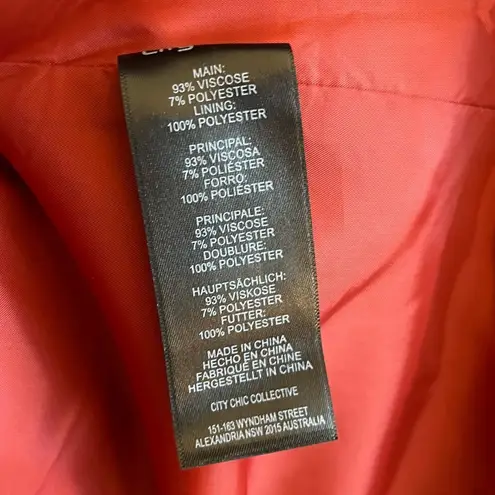 MAIN:
93% VISCOSE
7% POLYESTER
LINING:
100% POLYESTER
PRINCIPAL:
93% VISCOSA
7% POLIÉSTER
FORRO:
100% POLIÉSTER
PRINCIPALE:
93% VISCOSE
7% POLYESTER
DOUBLURE:
100% POLYESTER
HAUPTSÄCHLICH:
93% VISKOSE
7% POLYESTER
FUTTER:
100% POLYESTER
MADE IN CHINA
HECHO EN CHINA
FABRIQUÉ EN CHINE
HERGESTELLT IN CHINA
CITY CHIC COLLECTIVE
151-163 WYNDHAM STREET
ALEXANDRIA NSW 2015 AUSTRALIA